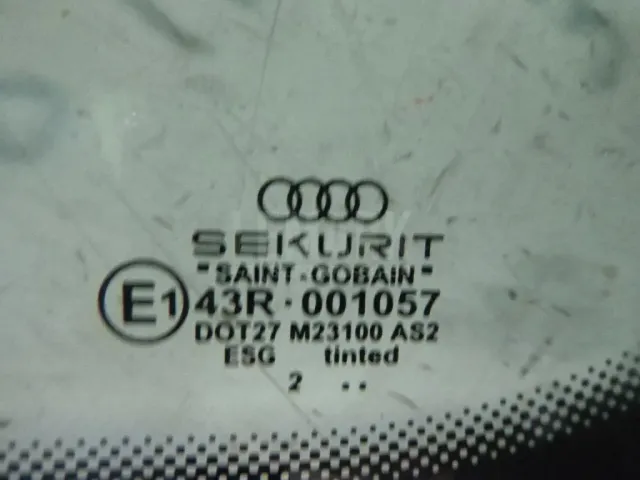 SEKURIT
"SAINT-GOBAIN"
E1 43R·001057
DOT27 M23100 AS2
ESG tinted
2 ..